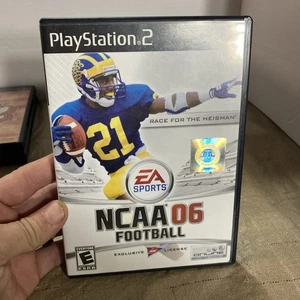 PlayStation 2
RACE FOR THE HEISMAN
21
EA
SPORTS
NCAA 06
FOOTBALL
EXCLUSIVE LICENSE
E